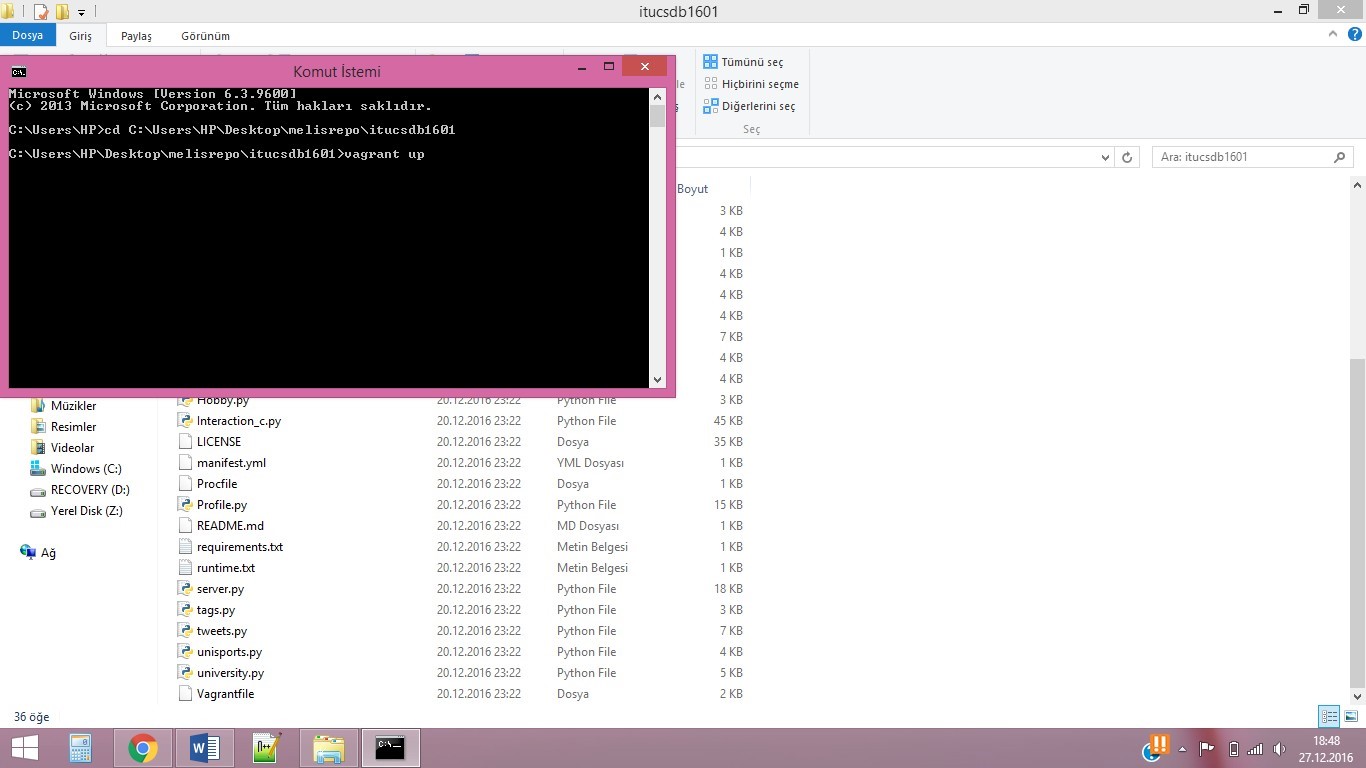 itucsdb1601
Dosya Giriş Paylaş Görünüm
Komut İstemi
Microsoft Windows [Version 6.3.9600]
(c) 2013 Microsoft Corporation. Tüm hakları saklıdır.
C:\Users\HP>cd C:\Users\HP\Desktop\melisrepo\itucsdb1601
C:\Users\HP\Desktop\melisrepo\itucsdb1601>vagrant up
Tümünü seç
Hiçbirini seçme
Diğerlerini seç
Seç
Ara: itucsdb1601
Boyut
3 KB
4 KB
1 KB
4 KB
4 KB
4 KB
7 KB
4 KB
4 KB
Müzikler
Resimler
Videolar
Windows (C:)
RECOVERY (D:)
Yerel Disk (Z:)
Ağ
Hobby.py 20.12.2016 23:22 Python File 3 KB
Interaction_c.py 20.12.2016 23:22 Python File 45 KB
LICENSE 20.12.2016 23:22 Dosya 35 KB
manifest.yml 20.12.2016 23:22 YML Dosyası 1 KB
Procfile 20.12.2016 23:22 Dosya 1 KB
Profile.py 20.12.2016 23:22 Python File 15 KB
README.md 20.12.2016 23:22 MD Dosyası 1 KB
requirements.txt 20.12.2016 23:22 Metin Belgesi 1 KB
runtime.txt 20.12.2016 23:22 Metin Belgesi 1 KB
server.py 20.12.2016 23:22 Python File 18 KB
tags.py 20.12.2016 23:22 Python File 3 KB
tweets.py 20.12.2016 23:22 Python File 7 KB
unisports.py 20.12.2016 23:22 Python File 4 KB
university.py 20.12.2016 23:22 Python File 5 KB
Vagrantfile 20.12.2016 23:22 Dosya 2 KB
36 öğe
18:48
27.12.2016